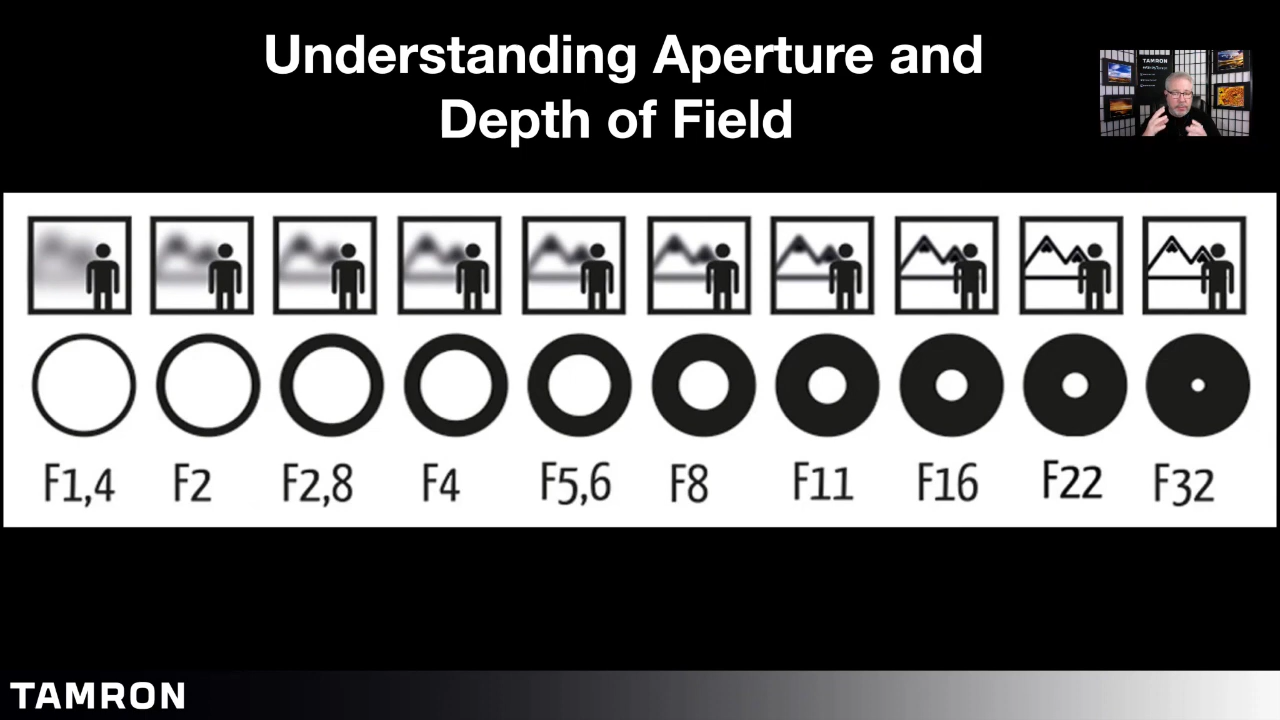 Understanding Aperture and
Depth of Field
TAMRON
F1,4 F2 F2,8 F4 F5,6 F8 F11 F16 F22 F32
TAMRON